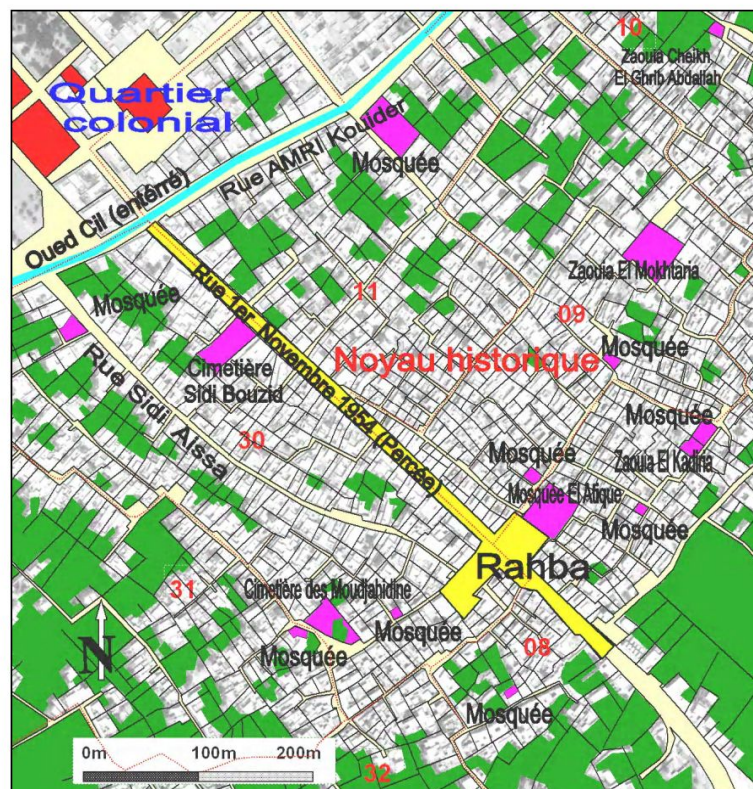 10
Zaouia Cheikh
El Ghrib Abdallah
Quartier
colonial
Rue AMRI Kouider
Mosquée
Oued Cil (entérré)
Mosquée
Zaouia El Mokhtaria
11
09
Rue 1er Novembre 1954 (Percée)
Noyau historique
Mosquée
Cimetière
Sidi Bouzid
Rue Sidi Aissa
30
Mosquée
Zaouia El Kadiria
Mosquée
Mosquée El Atique
Mosquée
Rahba
31
Cimetière des Moudjahidine
Mosquée
Mosquée
08
N
Mosquée
0m 100m 200m
32